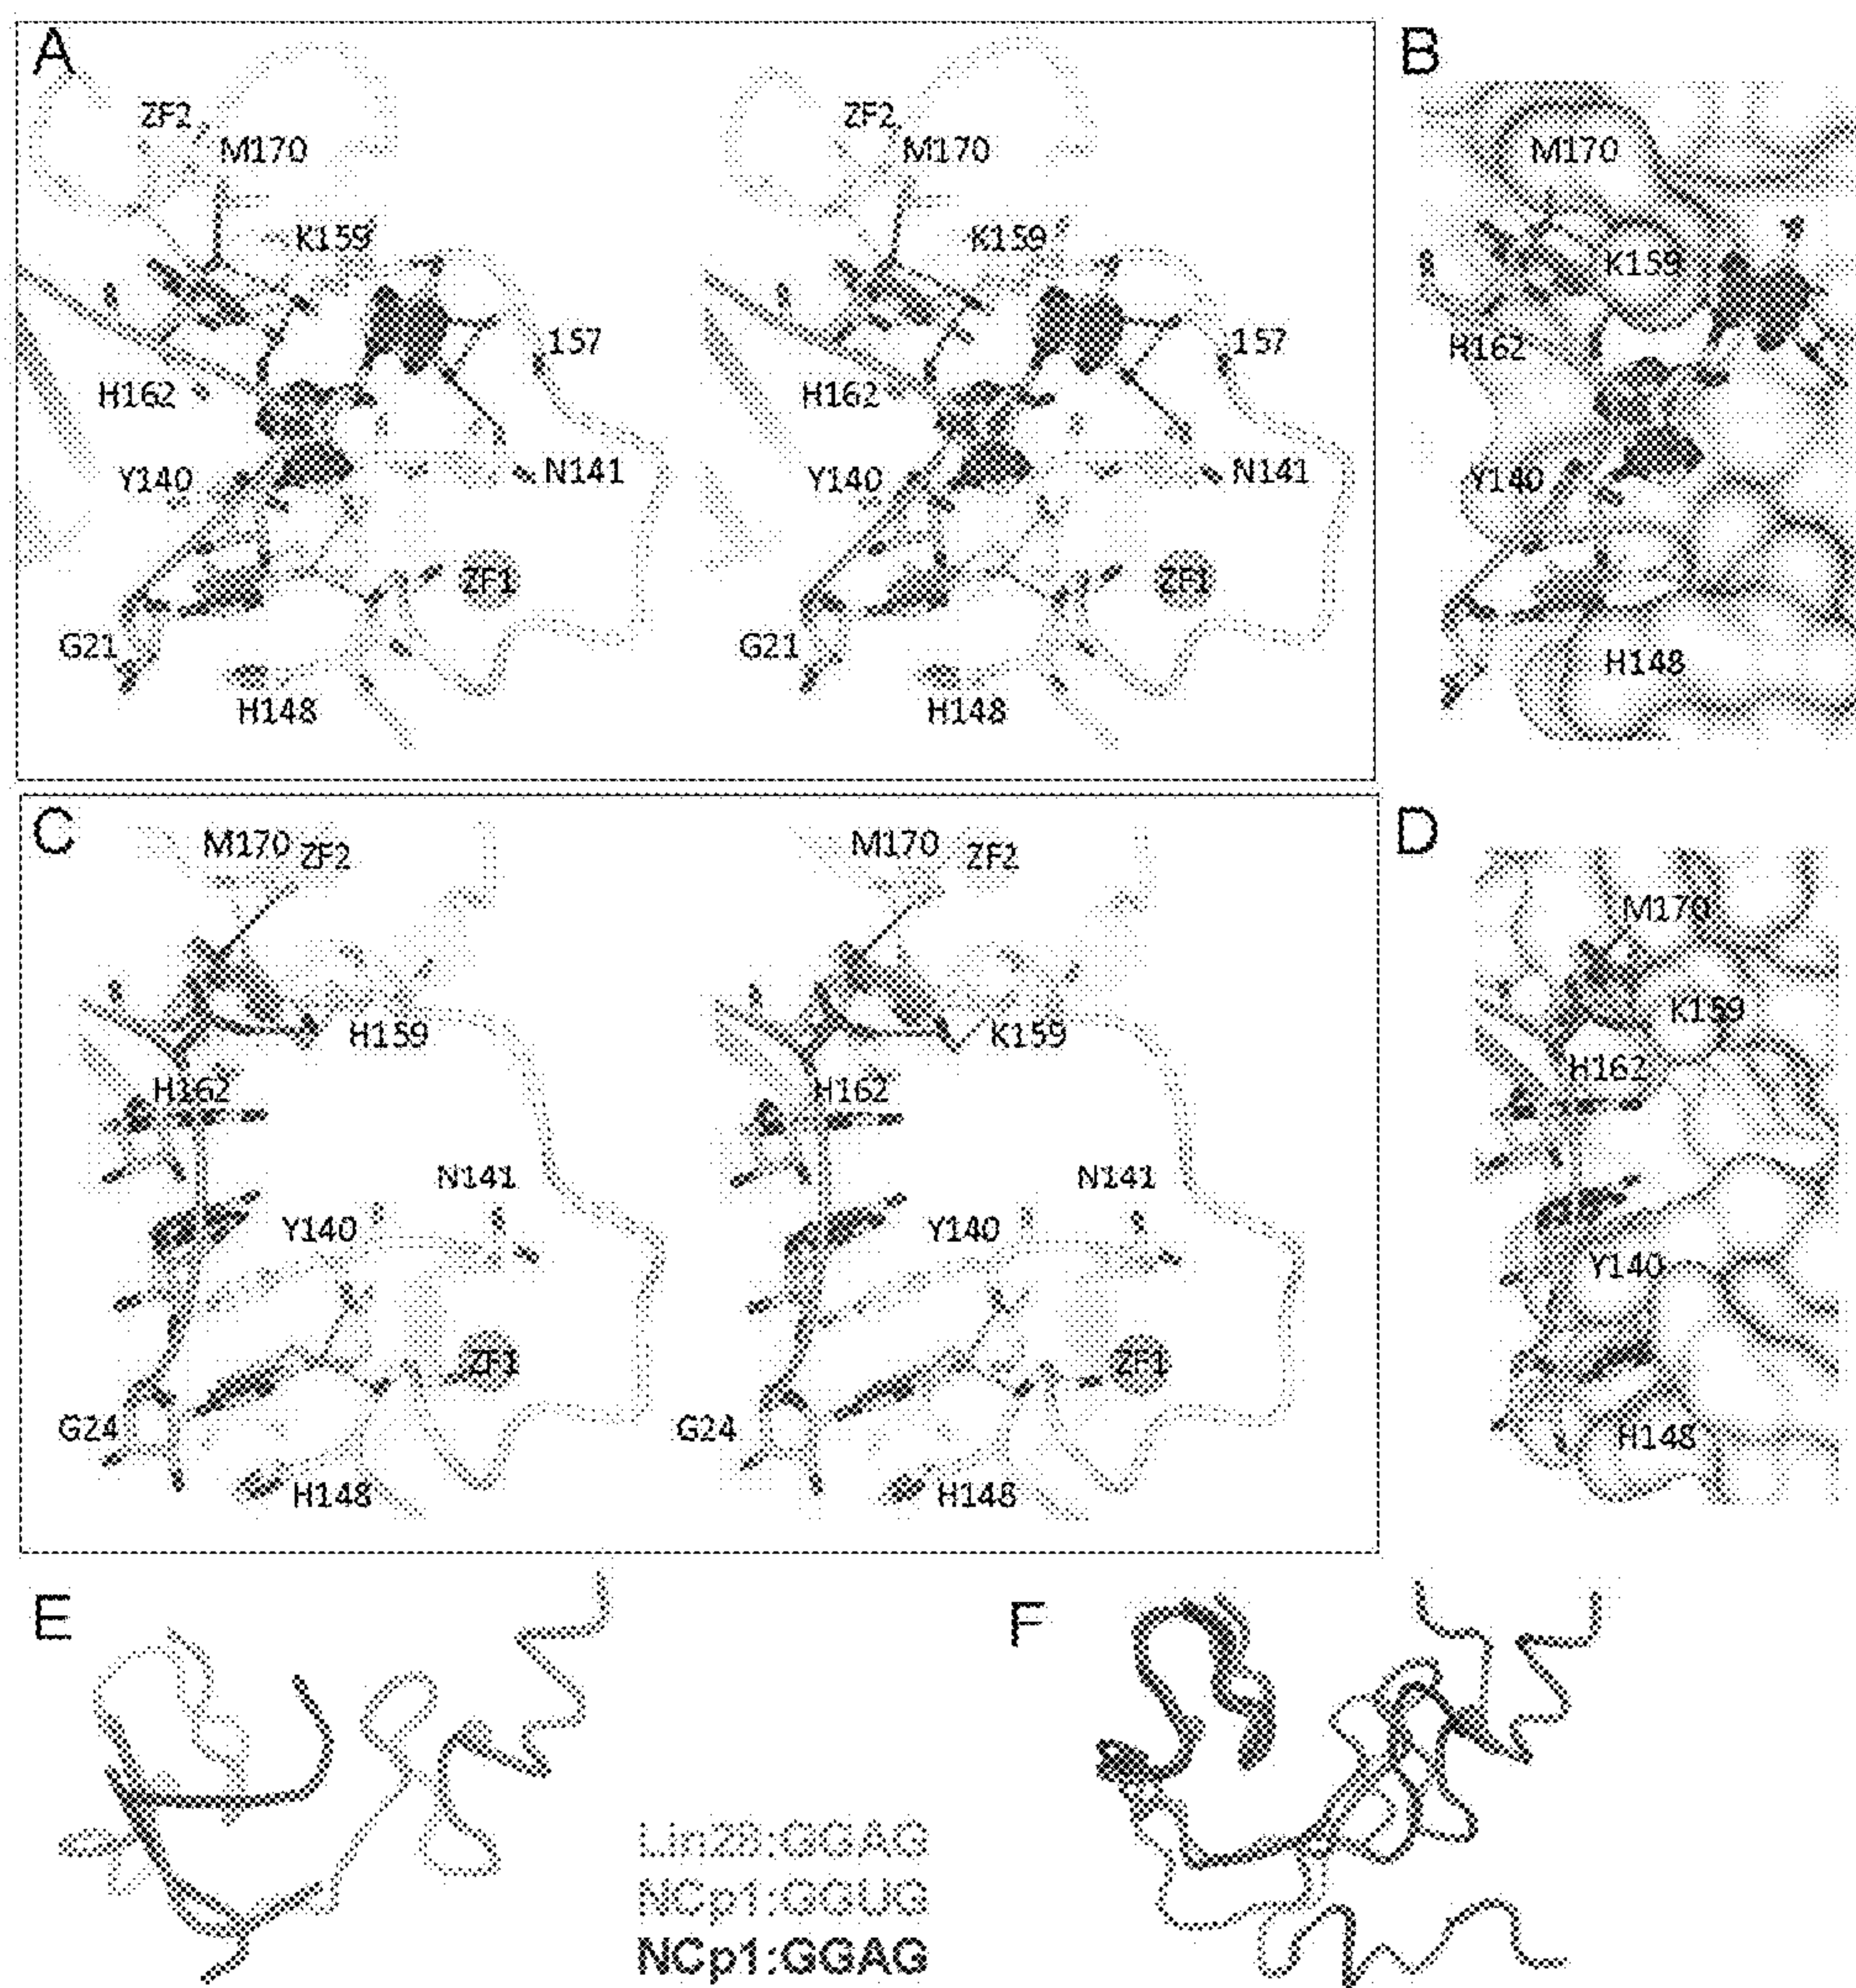 A
ZF2
M170
K159
157
H162
Y140
N141
ZF1
G21
H148
ZF2
M170
K159
157
H162
Y140
N141
ZF1
G21
H148
B
M170
K159
H162
Y140
H148
C
M170 ZF2
H159
H162
N141
Y140
ZF1
G24
H148
M170 ZF2
K159
H162
N141
Y140
ZF1
G24
H148
D
M170
K159
H162
Y140
H148
E
Lin28:GGAG
NCp1:GGUG
NCp1:GGAG
F